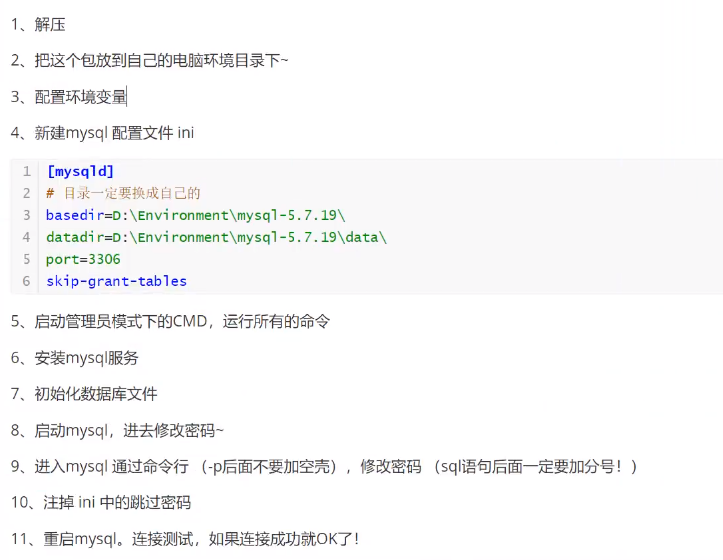 1、解压
2、把这个包放到自己的电脑环境目录下~
3、配置环境变量
4、新建mysql 配置文件 ini
1 [mysqld]
2 # 目录一定要换成自己的
3 basedir=D:\Environment\mysql-5.7.19\
4 datadir=D:\Environment\mysql-5.7.19\data\
5 port=3306
6 skip-grant-tables
5、启动管理员模式下的CMD，运行所有的命令
6、安装mysql服务
7、初始化数据库文件
8、启动mysql，进去修改密码~
9、进入mysql 通过命令行 （-p后面不要加空壳），修改密码 （sql语句后面一定要加分号！）
10、注掉 ini 中的跳过密码
11、重启mysql。连接测试，如果连接成功就OK了！